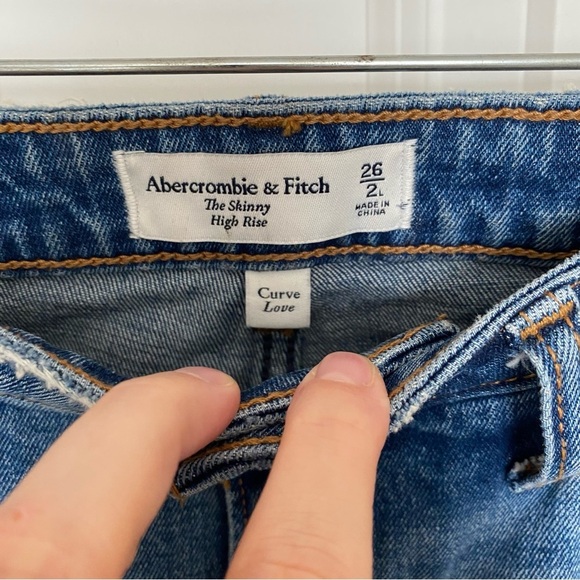 Abercrombie & Fitch
The Skinny
High Rise
26
2L
MADE IN
CHINA
Curve
Love